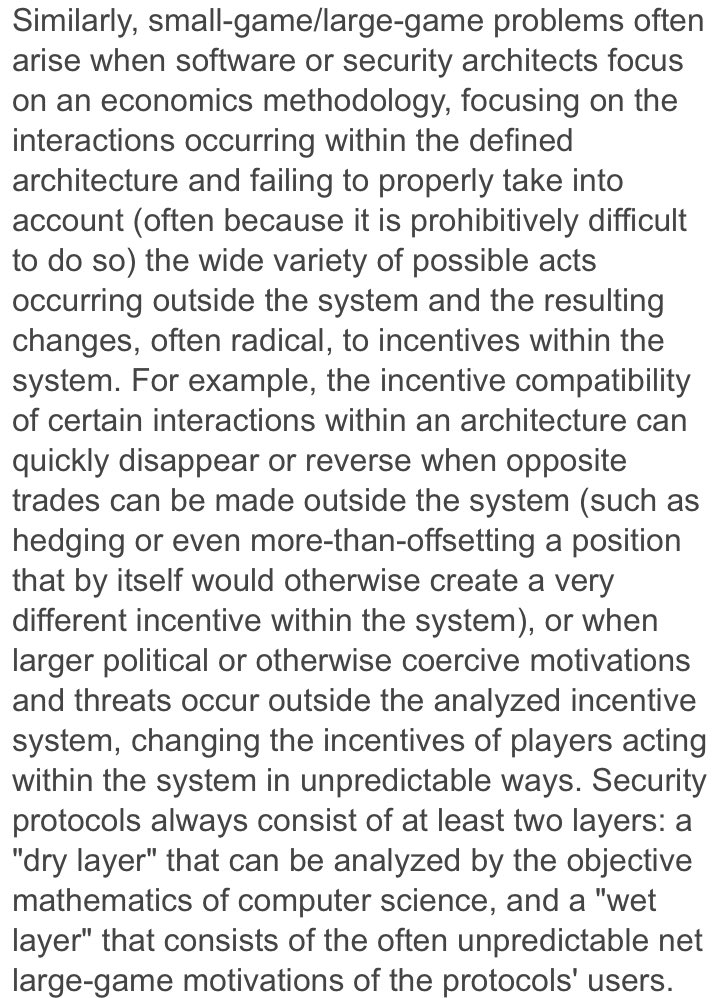 Similarly, small-game/large-game problems often
arise when software or security architects focus
on an economics methodology, focusing on the
interactions occurring within the defined
architecture and failing to properly take into
account (often because it is prohibitively difficult
to do so) the wide variety of possible acts
occurring outside the system and the resulting
changes, often radical, to incentives within the
system. For example, the incentive compatibility
of certain interactions within an architecture can
quickly disappear or reverse when opposite
trades can be made outside the system (such as
hedging or even more-than-offsetting a position
that by itself would otherwise create a very
different incentive within the system), or when
larger political or otherwise coercive motivations
and threats occur outside the analyzed incentive
system, changing the incentives of players acting
within the system in unpredictable ways. Security
protocols always consist of at least two layers: a
"dry layer" that can be analyzed by the objective
mathematics of computer science, and a "wet
layer" that consists of the often unpredictable net
large-game motivations of the protocols' users.